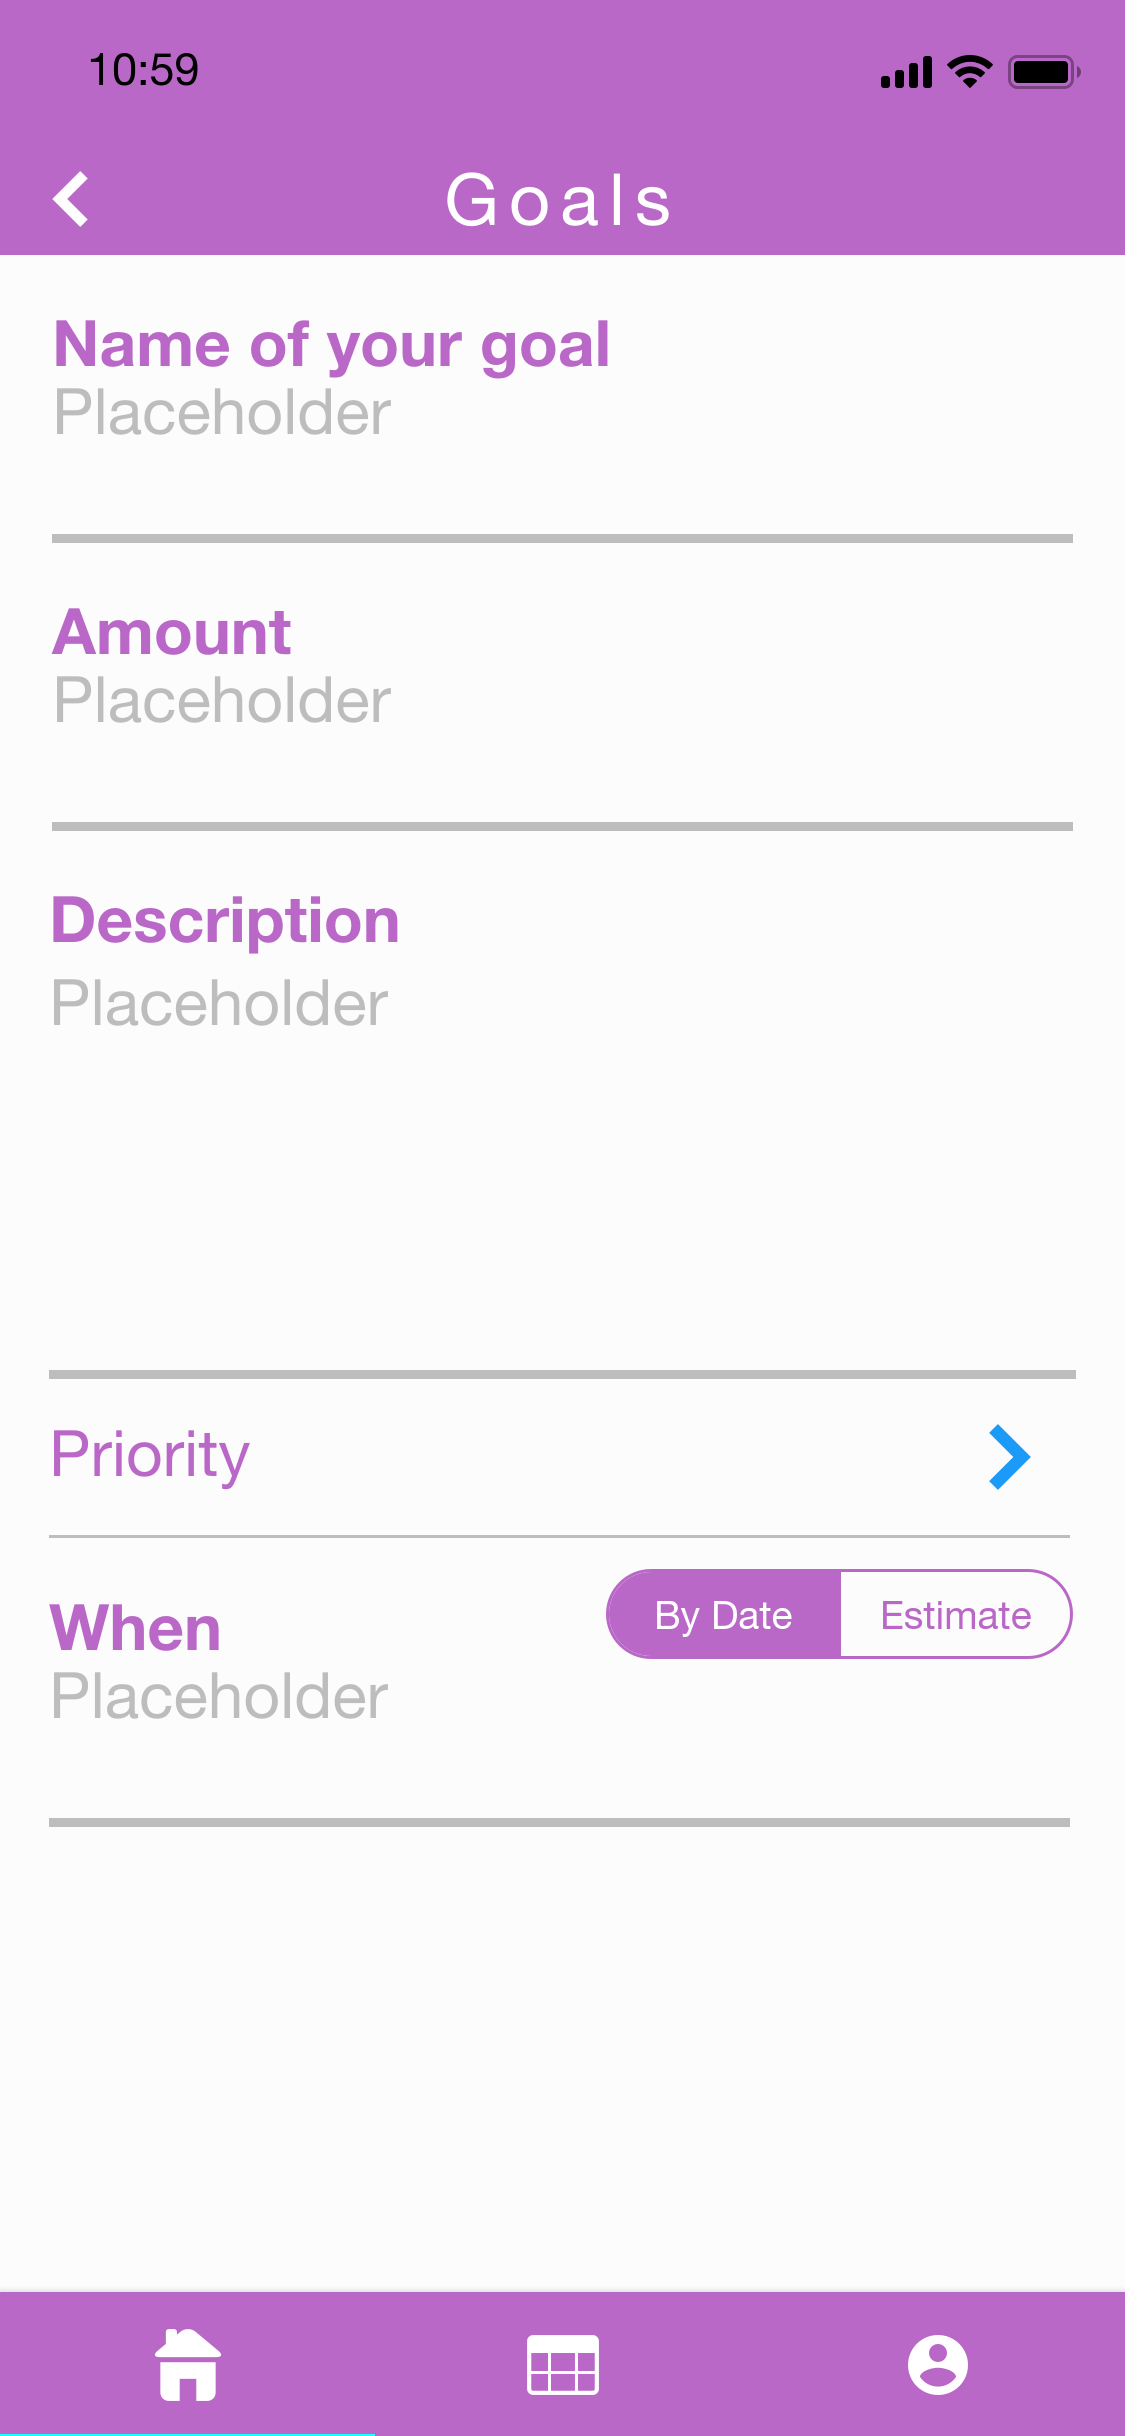 10:59
Goals
Name of your goal
Placeholder
Amount
Placeholder
Description
Placeholder
Priority
By Date Estimate
When
Placeholder